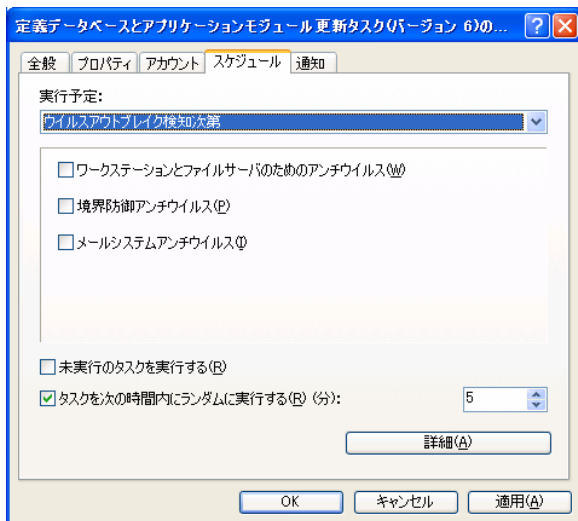 定義データベースとアプリケーションモジュール 更新タスク(バージョン 6)の...
全般 プロパティ アカウント スケジュール 通知
実行予定:
ウイルスアウトブレイク検知次第
ワークステーションとファイルサーバのためのアンチウイルス(W)
境界防御アンチウイルス(P)
メールシステムアンチウイルス(I)
未実行のタスクを実行する(R)
タスクを次の時間内にランダムに実行する(R) (分): 5
詳細(A)
OK キャンセル 適用(A)